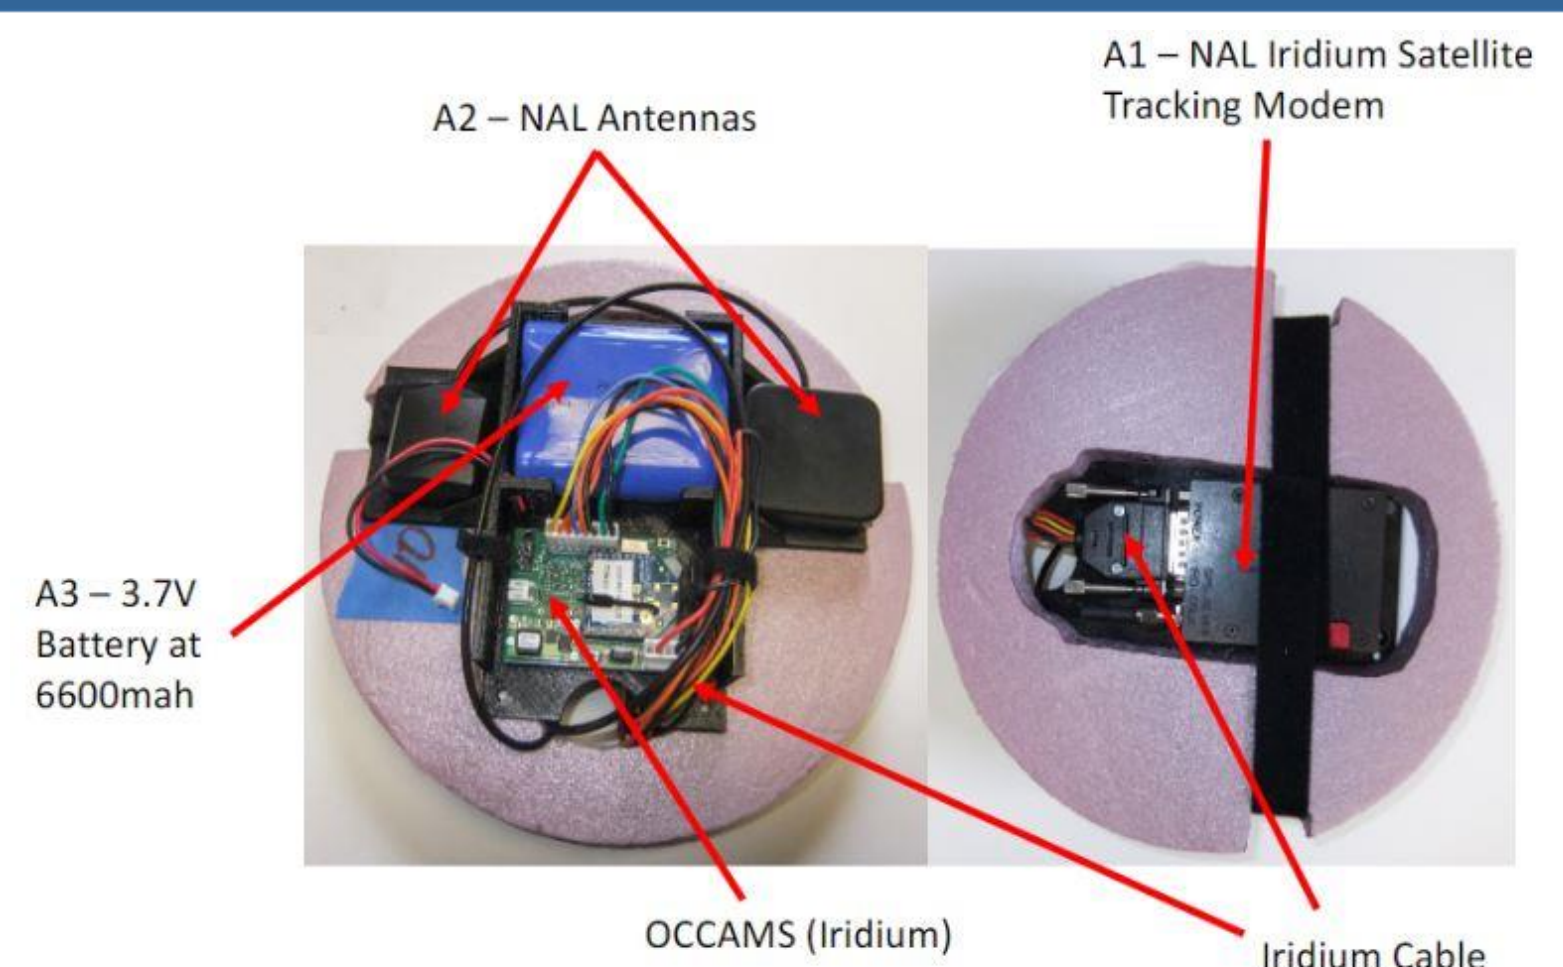 A1 – NAL Iridium Satellite
Tracking Modem
A2 – NAL Antennas
A3 – 3.7V
Battery at
6600mah
OCCAMS (Iridium)
Iridium Cable